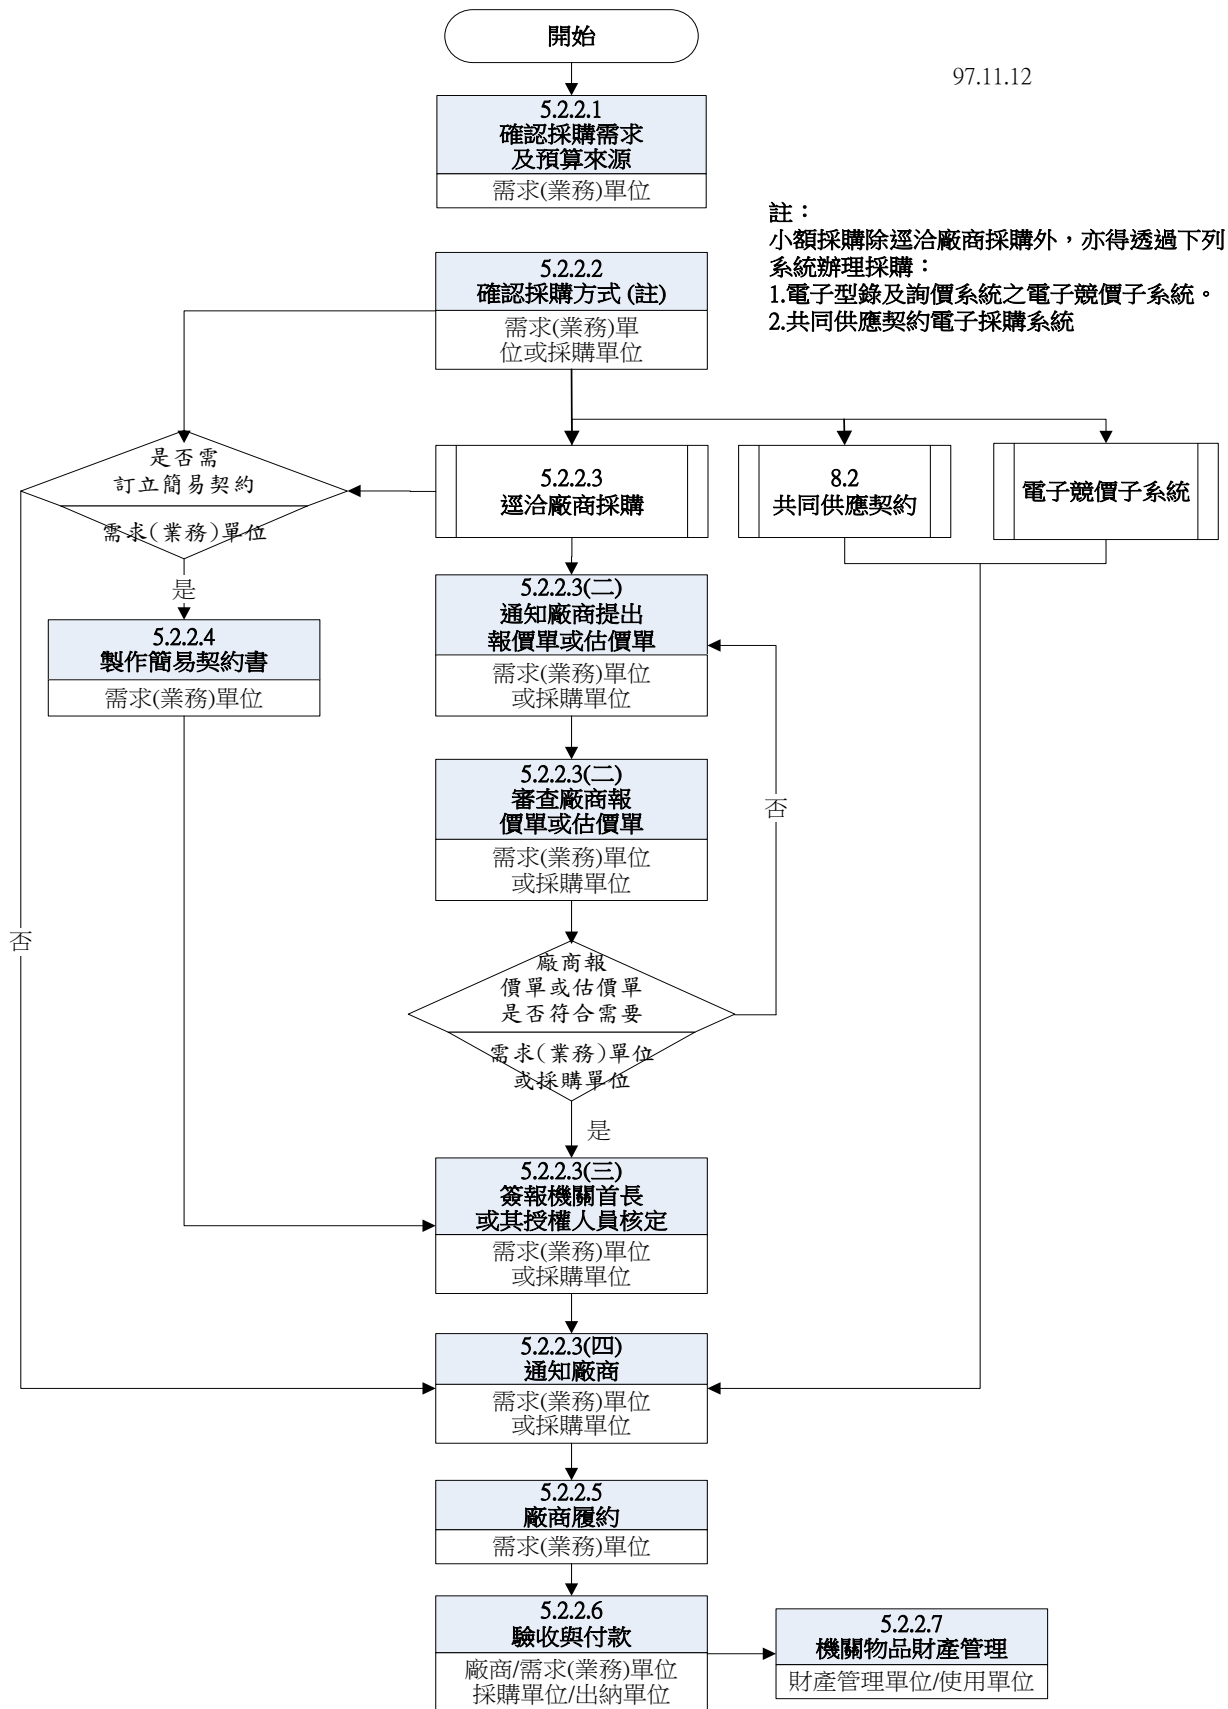 開始
97.11.12
5.2.2.1
確認採購需求
及預算來源
需求(業務)單位
註：
小額採購除逕洽廠商採購外，亦得透過下列
系統辦理採購：
1.電子型錄及詢價系統之電子競價子系統。
2.共同供應契約電子採購系統
5.2.2.2
確認採購方式 (註)
需求(業務)單
位或採購單位
是否需
訂立簡易契約
需求(業務)單位
5.2.2.3
逕洽廠商採購
8.2
共同供應契約
電子競價子系統
是
5.2.2.4
製作簡易契約書
需求(業務)單位
5.2.2.3(二)
通知廠商提出
報價單或估價單
需求(業務)單位
或採購單位
5.2.2.3(二)
審查廠商報
價單或估價單
需求(業務)單位
或採購單位
否
否
廠商報
價單或估價單
是否符合需要
需求(業務)單位
或採購單位
是
5.2.2.3(三)
簽報機關首長
或其授權人員核定
需求(業務)單位
或採購單位
5.2.2.3(四)
通知廠商
需求(業務)單位
或採購單位
5.2.2.5
廠商履約
需求(業務)單位
5.2.2.6
驗收與付款
廠商/需求(業務)單位
採購單位/出納單位
5.2.2.7
機關物品財產管理
財產管理單位/使用單位